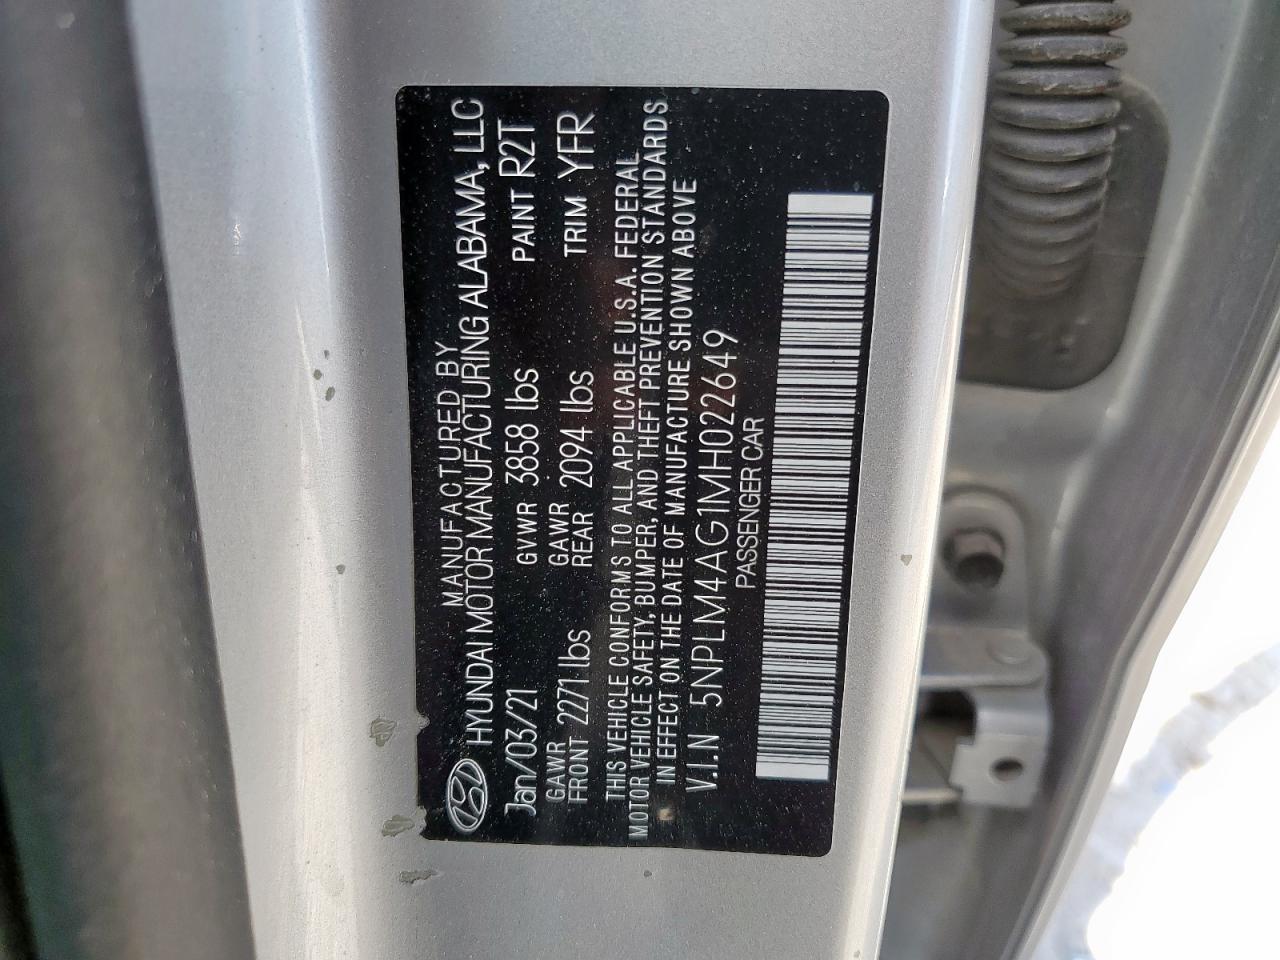 MANUFACTURED BY
HYUNDAI MOTOR MANUFACTURING ALABAMA, LLC
Jan/03/21 GVWR 3858 lbs PAINT R2T
GAWR FRONT 2271 lbs GAWR REAR 2094 lbs TRIM YFR
THIS VEHICLE CONFORMS TO ALL APPLICABLE U.S.A. FEDERAL
MOTOR VEHICLE SAFETY, BUMPER, AND THEFT PREVENTION STANDARDS
IN EFFECT ON THE DATE OF MANUFACTURE SHOWN ABOVE
V.I.N 5NPLM4AG1MH022649
PASSENGER CAR